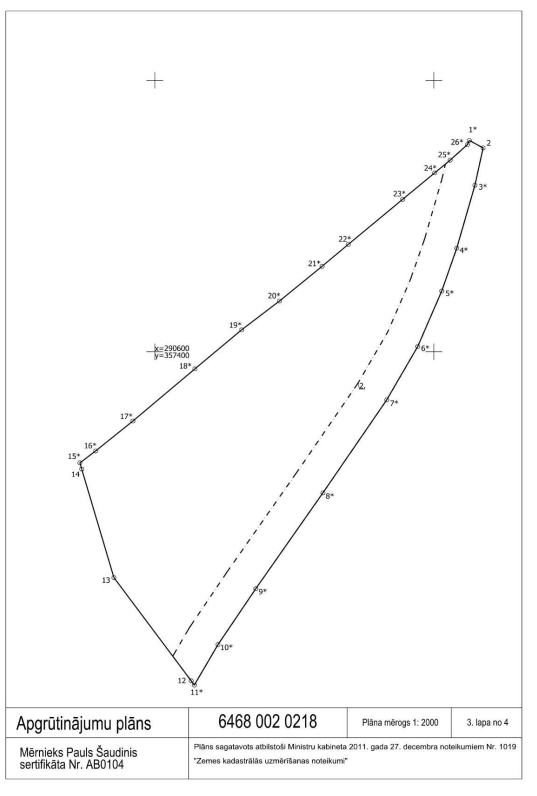 1*
2
26*
25*
24*
3*
23*
4*
22*
21*
5*
20*
19*
x=290600
y=357400
6*
18*
2
7*
17*
16*
15*
14
8*
13
9*
10*
12
11*
Apgrūtinājumu plāns
6468 002 0218
Plāna mērogs 1: 2000
3. lapa no 4
Mērnieks Pauls Šaudinis
sertifikāta Nr. AB0104
Plāns sagatavots atbilstoši Ministru kabineta 2011. gada 27. decembra noteikumiem Nr. 1019
"Zemes kadastrālās uzmērīšanas noteikumi"